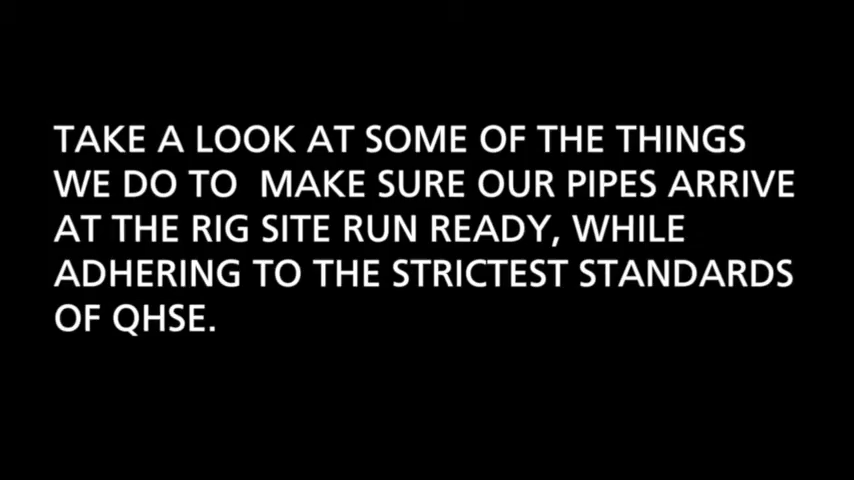 TAKE A LOOK AT SOME OF THE THINGS
WE DO TO  MAKE SURE OUR PIPES ARRIVE
AT THE RIG SITE RUN READY, WHILE
ADHERING TO THE STRICTEST STANDARDS
OF QHSE.